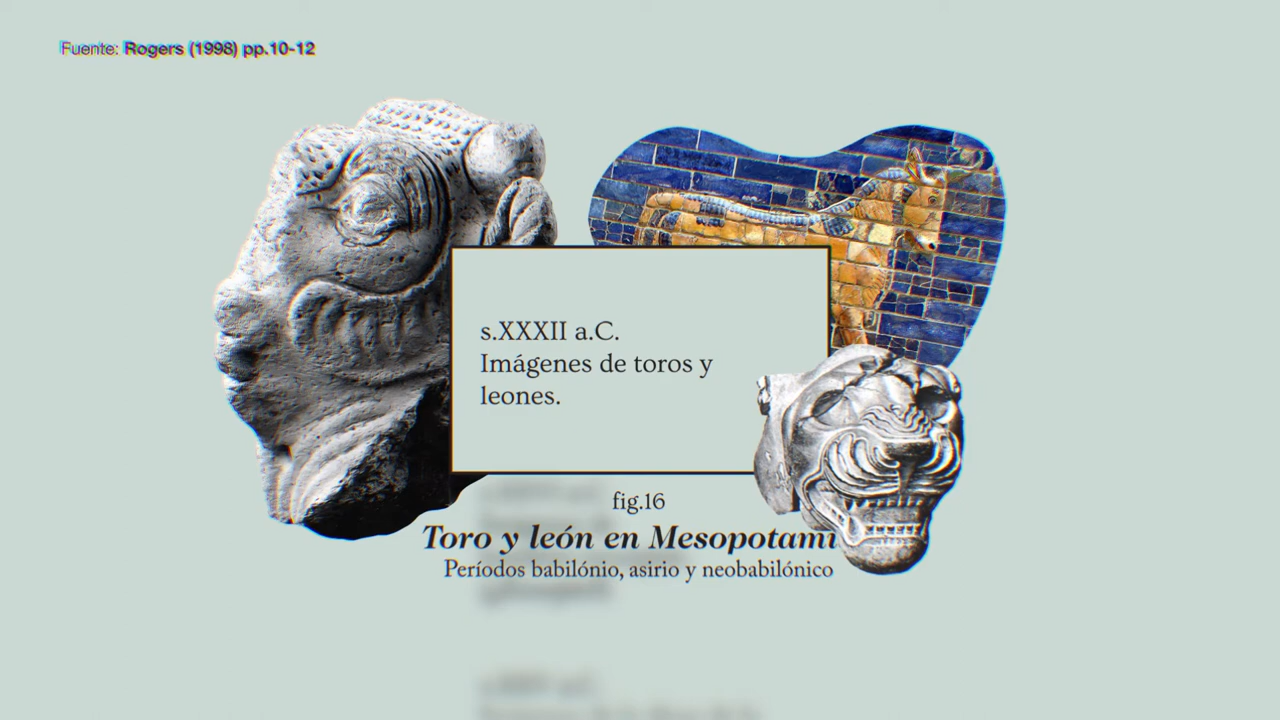 Fuente: Rogers (1998) pp.10-12
s.XXXII a.C.
Imágenes de toros y
leones.
fig.16
Toro y león en Mesopotami
Períodos babilónio, asirio y neobabilónico